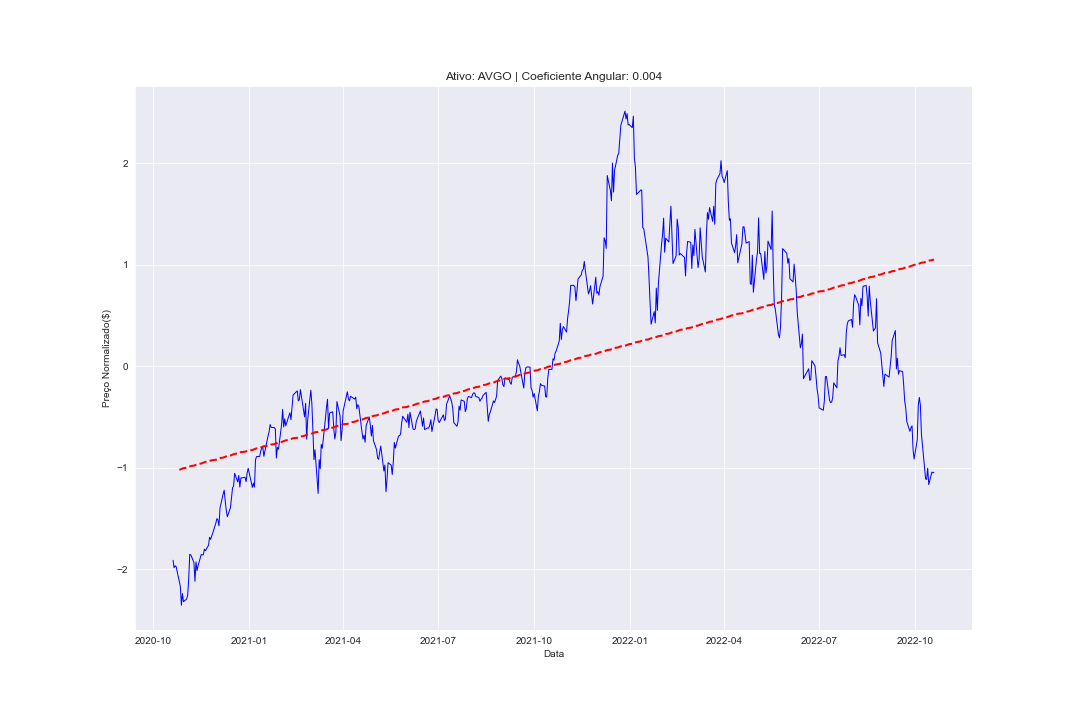 Ativo: AVGO | Coeficiente Angular: 0.004
Preço Normalizado($)
2
1
0
−1
−2
2020-10 2021-01 2021-04 2021-07 2021-10 2022-01 2022-04 2022-07 2022-10
Data